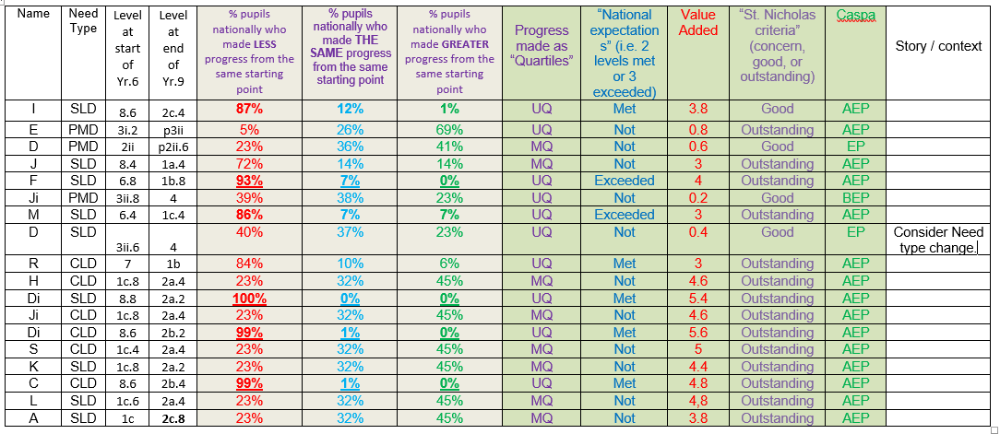 Name Need Type Level at start of Yr.6 Level at end of Yr.9 % pupils nationally who made LESS progress from the same starting point % pupils nationally who made THE SAME progress from the same starting point % pupils nationally who made GREATER progress from the same starting point Progress made as “Quartiles” “National expectations” (i.e. 2 levels met or 3 exceeded) Value Added “St. Nicholas criteria” (concern, good, or outstanding) Caspa Story / context
I SLD 8.6 2c.4 87% 12% 1% UQ Met 3.8 Good AEP
E PMD 3i.2 p3ii 5% 26% 69% UQ Not 0.8 Outstanding AEP
D PMD 2ii p2ii.6 23% 36% 41% MQ Not 0.6 Good EP
J SLD 8.4 1a.4 72% 14% 14% MQ Not 3 Outstanding AEP
F SLD 6.8 1b.8 93% 7% 0% UQ Exceeded 4 Outstanding AEP
Ji PMD 3ii.8 4 39% 38% 23% UQ Not 0.2 Good BEP
M SLD 6.4 1c.4 86% 7% 7% UQ Exceeded 3 Outstanding AEP
D SLD 3ii.6 4 40% 37% 23% UQ Not 0.4 Good EP Consider Need type change.
R CLD 7 1b 84% 10% 6% UQ Met 3 Outstanding AEP
H CLD 1c.8 2a.4 23% 32% 45% MQ Not 4.6 Outstanding AEP
Di SLD 8.8 2a.2 100% 0% 0% UQ Met 5.4 Outstanding AEP
Ji CLD 1c.8 2a.4 23% 32% 45% MQ Not 4.6 Outstanding AEP
Di CLD 8.6 2b.2 99% 1% 0% UQ Met 5.6 Outstanding AEP
S CLD 1c.4 2a.4 23% 32% 45% MQ Not 5 Outstanding AEP
K SLD 1c.8 2a.2 23% 32% 45% MQ Not 4.4 Outstanding AEP
C CLD 8.6 2b.4 99% 1% 0% UQ Met 4.8 Outstanding AEP
L SLD 1c.6 2a.4 23% 32% 45% MQ Not 4,8 Outstanding AEP
A SLD 1c 2c.8 23% 32% 45% MQ Not 3.8 Outstanding AEP